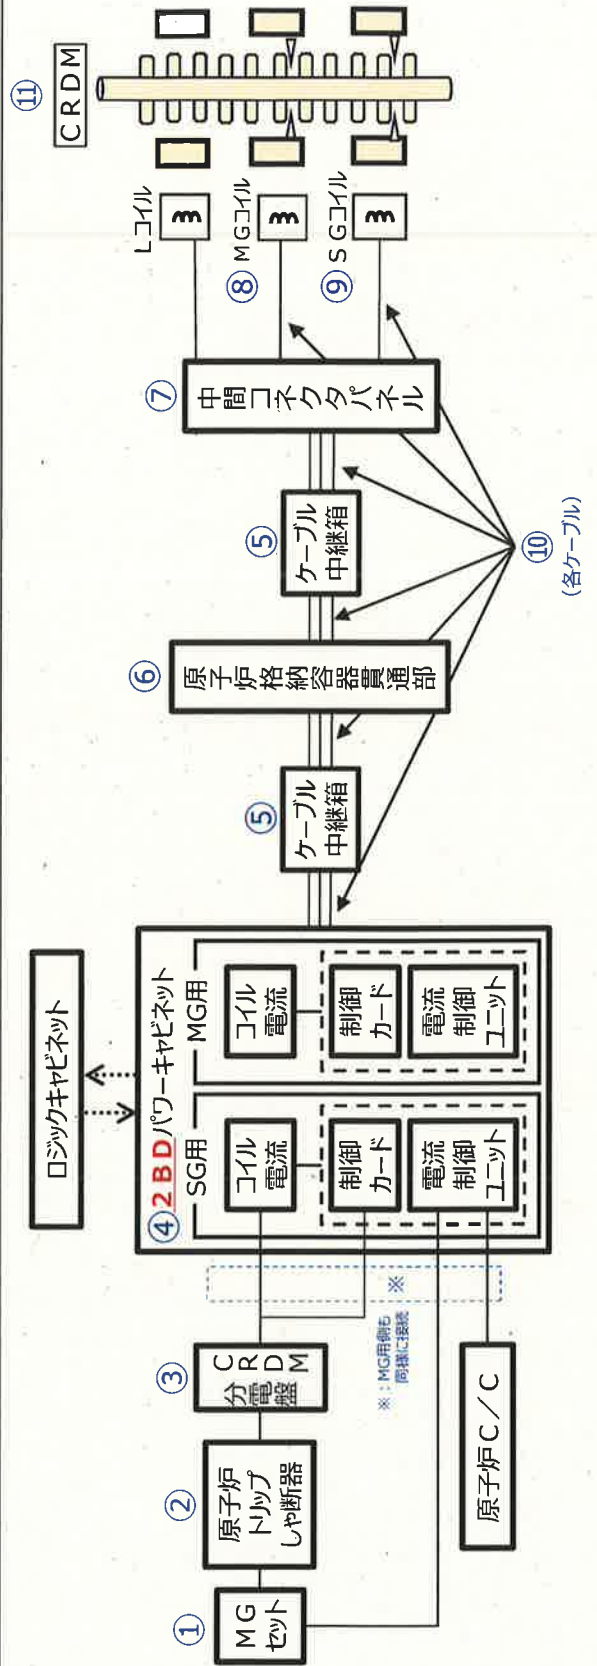 ①
MG
セット
②
原子炉
トリップ
しゃ断器
③
CRDM
分電盤
原子炉C／C
※
※：MG用側も
同様に接続
ロジックキャビネット
④2BDパワーキャビネット
SG用
コイル
電流
制御
カード
電流
制御
ユニット
MG用
コイル
電流
制御
カード
電流
制御
ユニット
⑤
ケーブル
中継箱
⑥
原子炉格納容器貫通部
⑤
ケーブル
中継箱
⑦
中間コネクタパネル
⑩
(各ケーブル)
Lコイル
⑧
MGコイル
⑨
SGコイル
⑪
CRDM